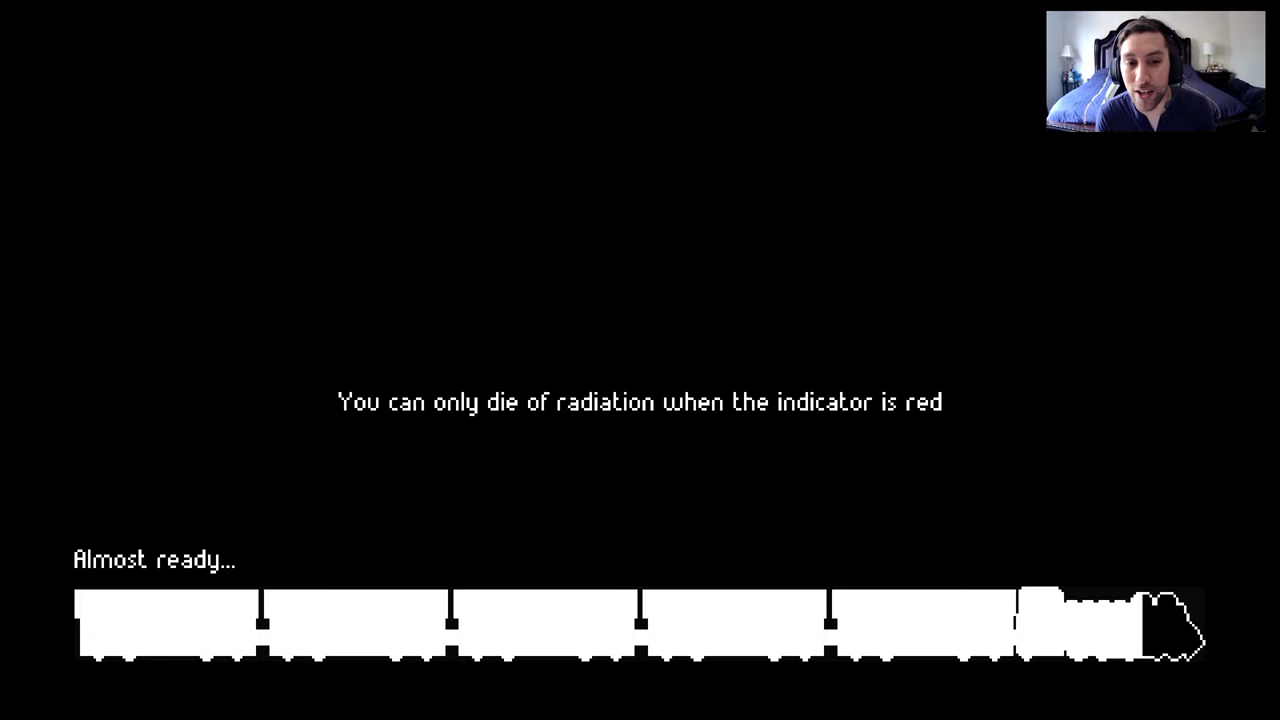 You can only die of radiation when the indicator is red
Almost ready...